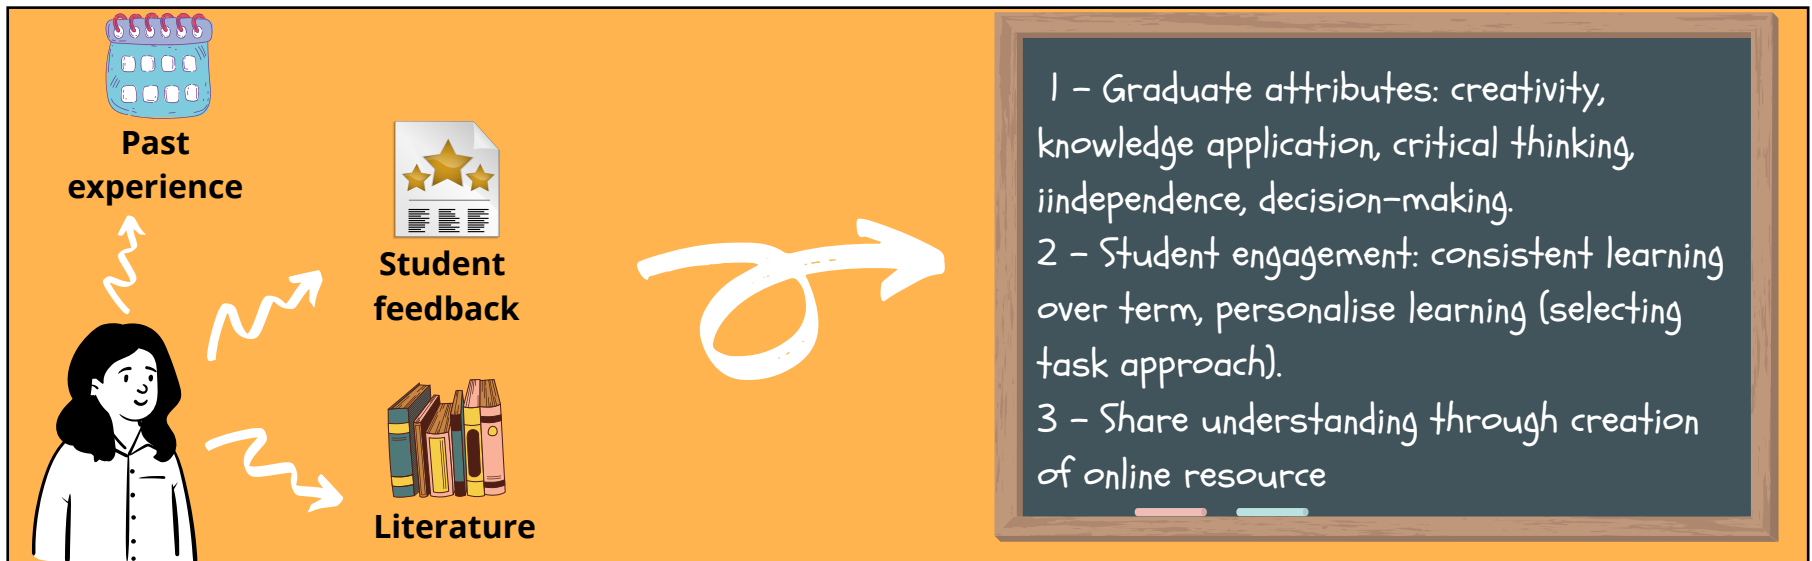 Past
experience
Student
feedback
Literature
1 - Graduate attributes: creativity,
knowledge application, critical thinking,
iindependence, decision-making.
2 - Student engagement: consistent learning
over term, personalise learning (selecting
task approach).
3 - Share understanding through creation
of online resource